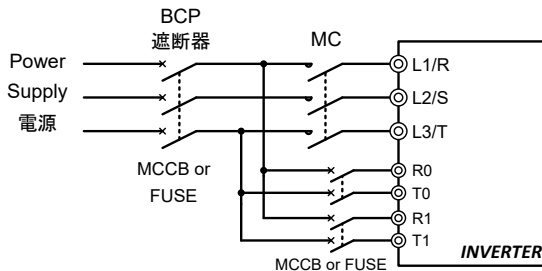 BCP
遮断器
MC
Power
Supply
電源
L1/R
L2/S
L3/T
MCCB or
FUSE
R0
T0
R1
T1
MCCB or FUSE
INVERTER